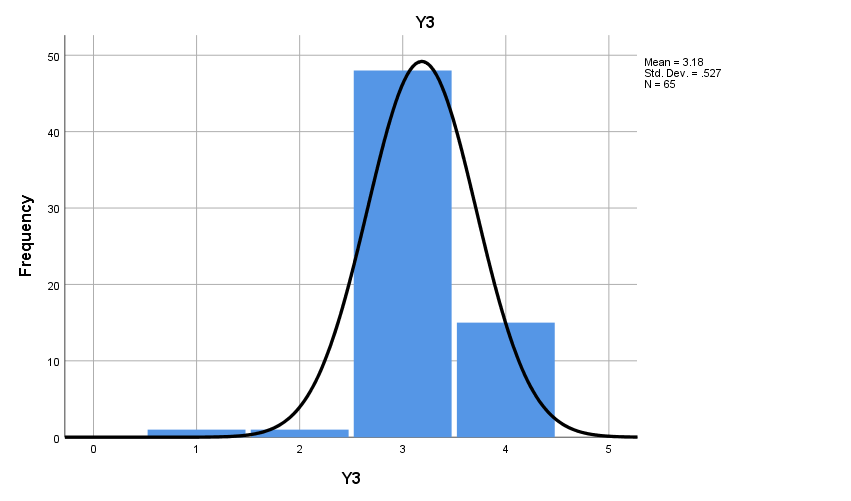 Y3
Mean = 3.18
Std. Dev. = .527
N = 65
Frequency
50
40
30
20
10
0
0 1 2 3 4 5
Y3